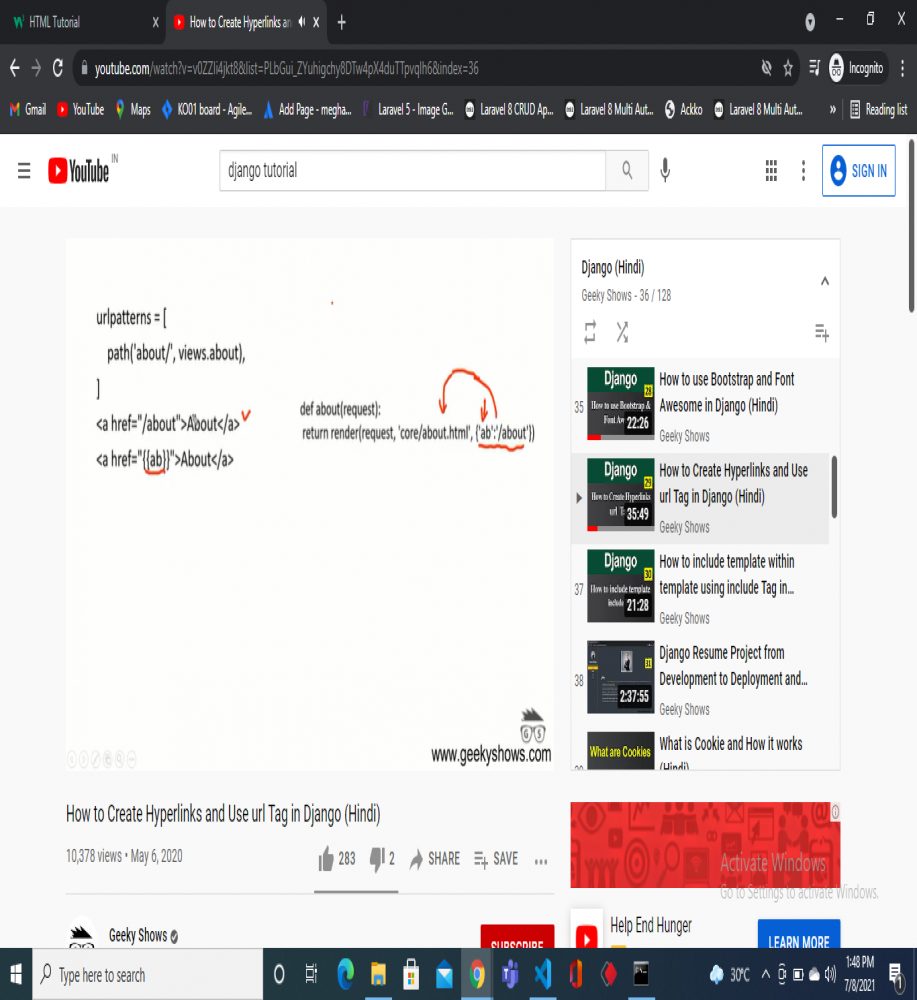 HTML Tutorial
How to Create Hyperlinks an
youtube.com/watch?v=v0ZZIi4jkt8&list=PLbGui_ZYuhigchy8DTw4pX4duTTpvqlh6&index=36
Incognito
Gmail
YouTube
Maps
KO01 board - Agile...
Add Page - megha...
Laravel 5 - Image G...
Laravel 8 CRUD Ap...
Laravel 8 Multi Aut...
Ackko
Laravel 8 Multi Aut...
»
Reading list
YouTube IN
django tutorial
SIGN IN
urlpatterns = [
path('about/', views.about),
]
<a href="/about">About</a>
<a href="{{ab}}">About</a>
def about(request):
return render(request, 'core/about.html', {'ab':'/about'})
GS
www.geekyshows.com
Django (Hindi)
Geeky Shows - 36 / 128
35
Django
28
How to use Bootstrap &
22:26
How to use Bootstrap and Font
Awesome in Django (Hindi)
Geeky Shows
Django
29
How to Create Hyperlinks
35:49
How to Create Hyperlinks and Use
url Tag in Django (Hindi)
Geeky Shows
37
Django
30
How to include template
21:28
How to include template within
template using include Tag in...
Geeky Shows
38
31
2:37:55
Django Resume Project from
Development to Deployment and...
Geeky Shows
What are Cookies
What is Cookie and How it works
(Hindi)
How to Create Hyperlinks and Use url Tag in Django (Hindi)
10,378 views • May 6, 2020
283
2
SHARE
SAVE
Activate Windows
Go to Settings to activate Windows.
Geeky Shows
SUBSCRIBE
Help End Hunger
LEARN MORE
Type here to search
30°C
1:48 PM
7/8/2021
1